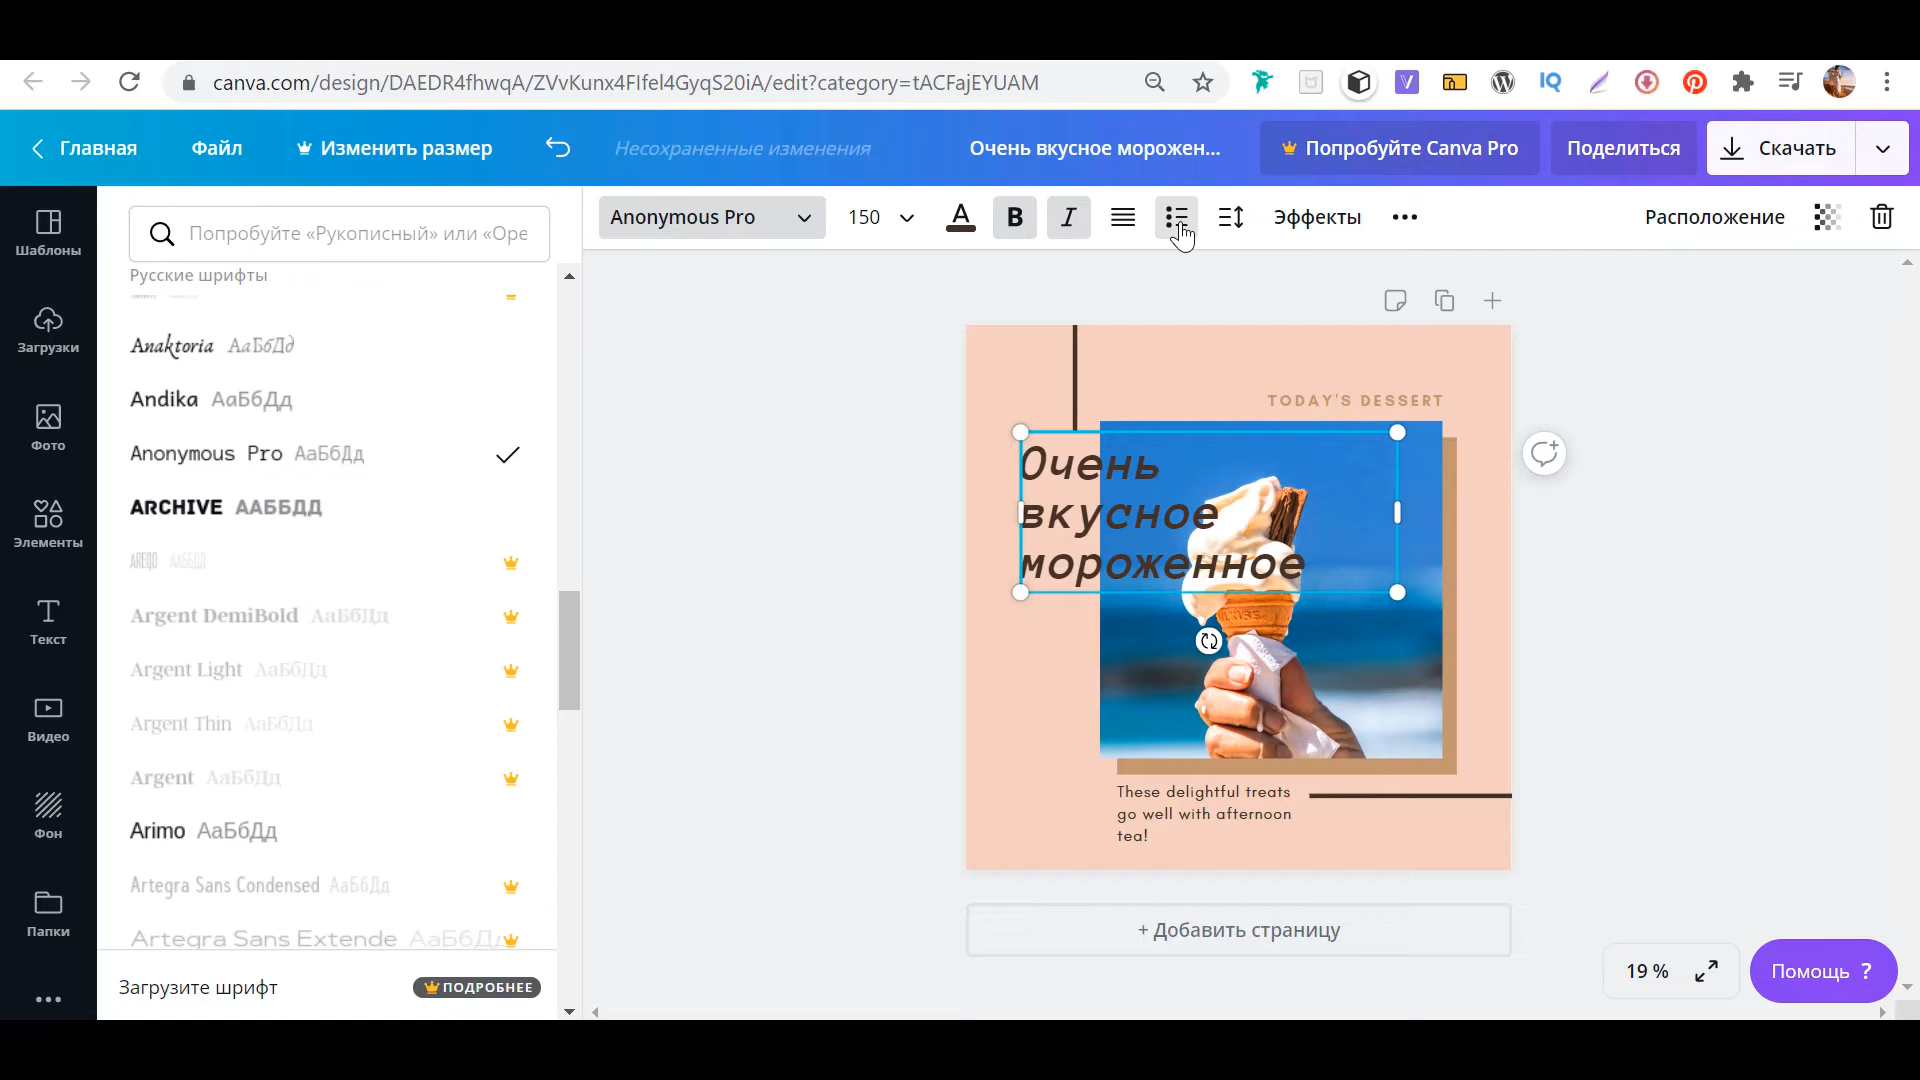 canva.com/design/DAEDR4fhwqA/ZVvKunx4FIfel4GyqS20iA/edit?category=tACFajEYUAM
Главная
Файл
Изменить размер
Несохраненные изменения
Очень вкусное морожен...
Попробуйте Canva Pro
Поделиться
Скачать
Anonymous Pro
150
A
B
I
Эффекты
Расположение
Шаблоны
Загрузки
Фото
Элементы
Текст
Видео
Фон
Папки
Попробуйте «Рукописный» или «Оре
Русские шрифты
Anaktoria АаБбДд
Andika АаБбДд
Anonymous Pro АаБбДд
ARCHIVE ААББДД
AREQO ААББДД
Argent DemiBold АаБбДд
Argent Light АаБбДд
Argent Thin АаБбДд
Argent АаБбДд
Arimo АаБбДд
Artegra Sans Condensed АаБбДд
Artegra Sans Extende АаБбДд
Загрузите шрифт
ПОДРОБНЕЕ
TODAY'S DESSERT
Очень
вкусное
мороженное
These delightful treats
go well with afternoon
tea!
+ Добавить страницу
19 %
Помощь ?